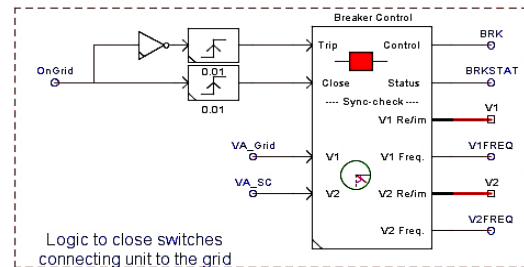 Breaker Control
BRK
Trip
Control
OnGrid
0.01
BRKSTAT
Close
Status
0.01
---- Sync-check ----
V1
V1 Re/im
VA_Grid
V1FREQ
V1
V1 Freq.
VA_SC
V2
V2
V2 Re/im
V2FREQ
V2 Freq.
Logic to close switches
connecting unit to the grid